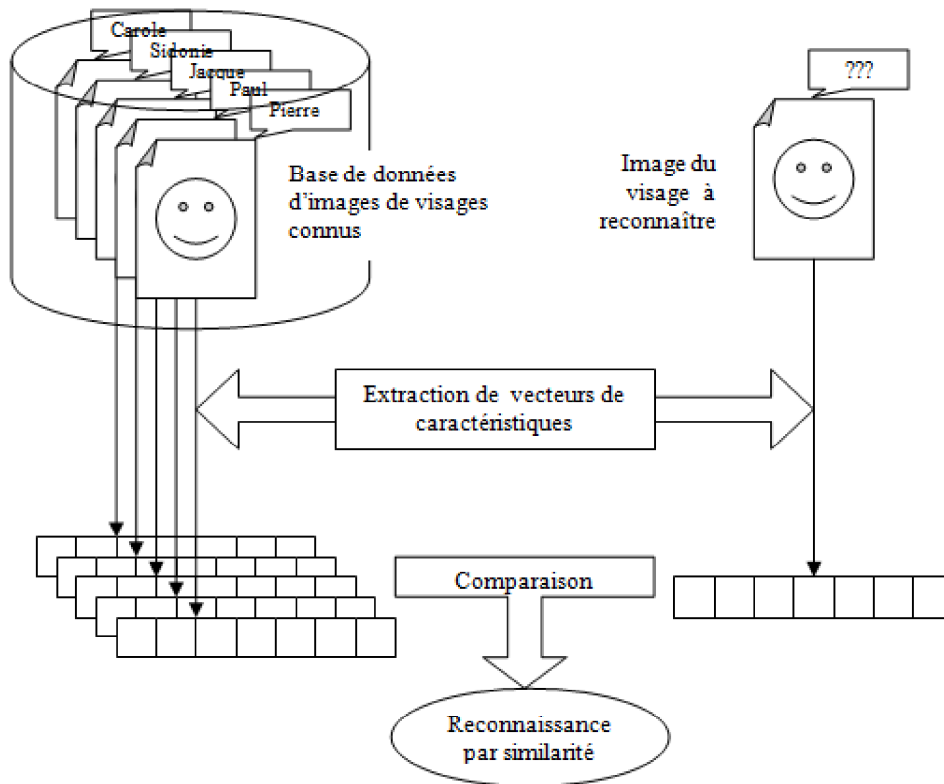 Carole
Sidonie
Jacque
Paul
Pierre
???
Base de données
d'images de visages
connus
Image du
visage à
reconnaître
Extraction de vecteurs de
caractéristiques
Comparaison
Reconnaissance
par similarité